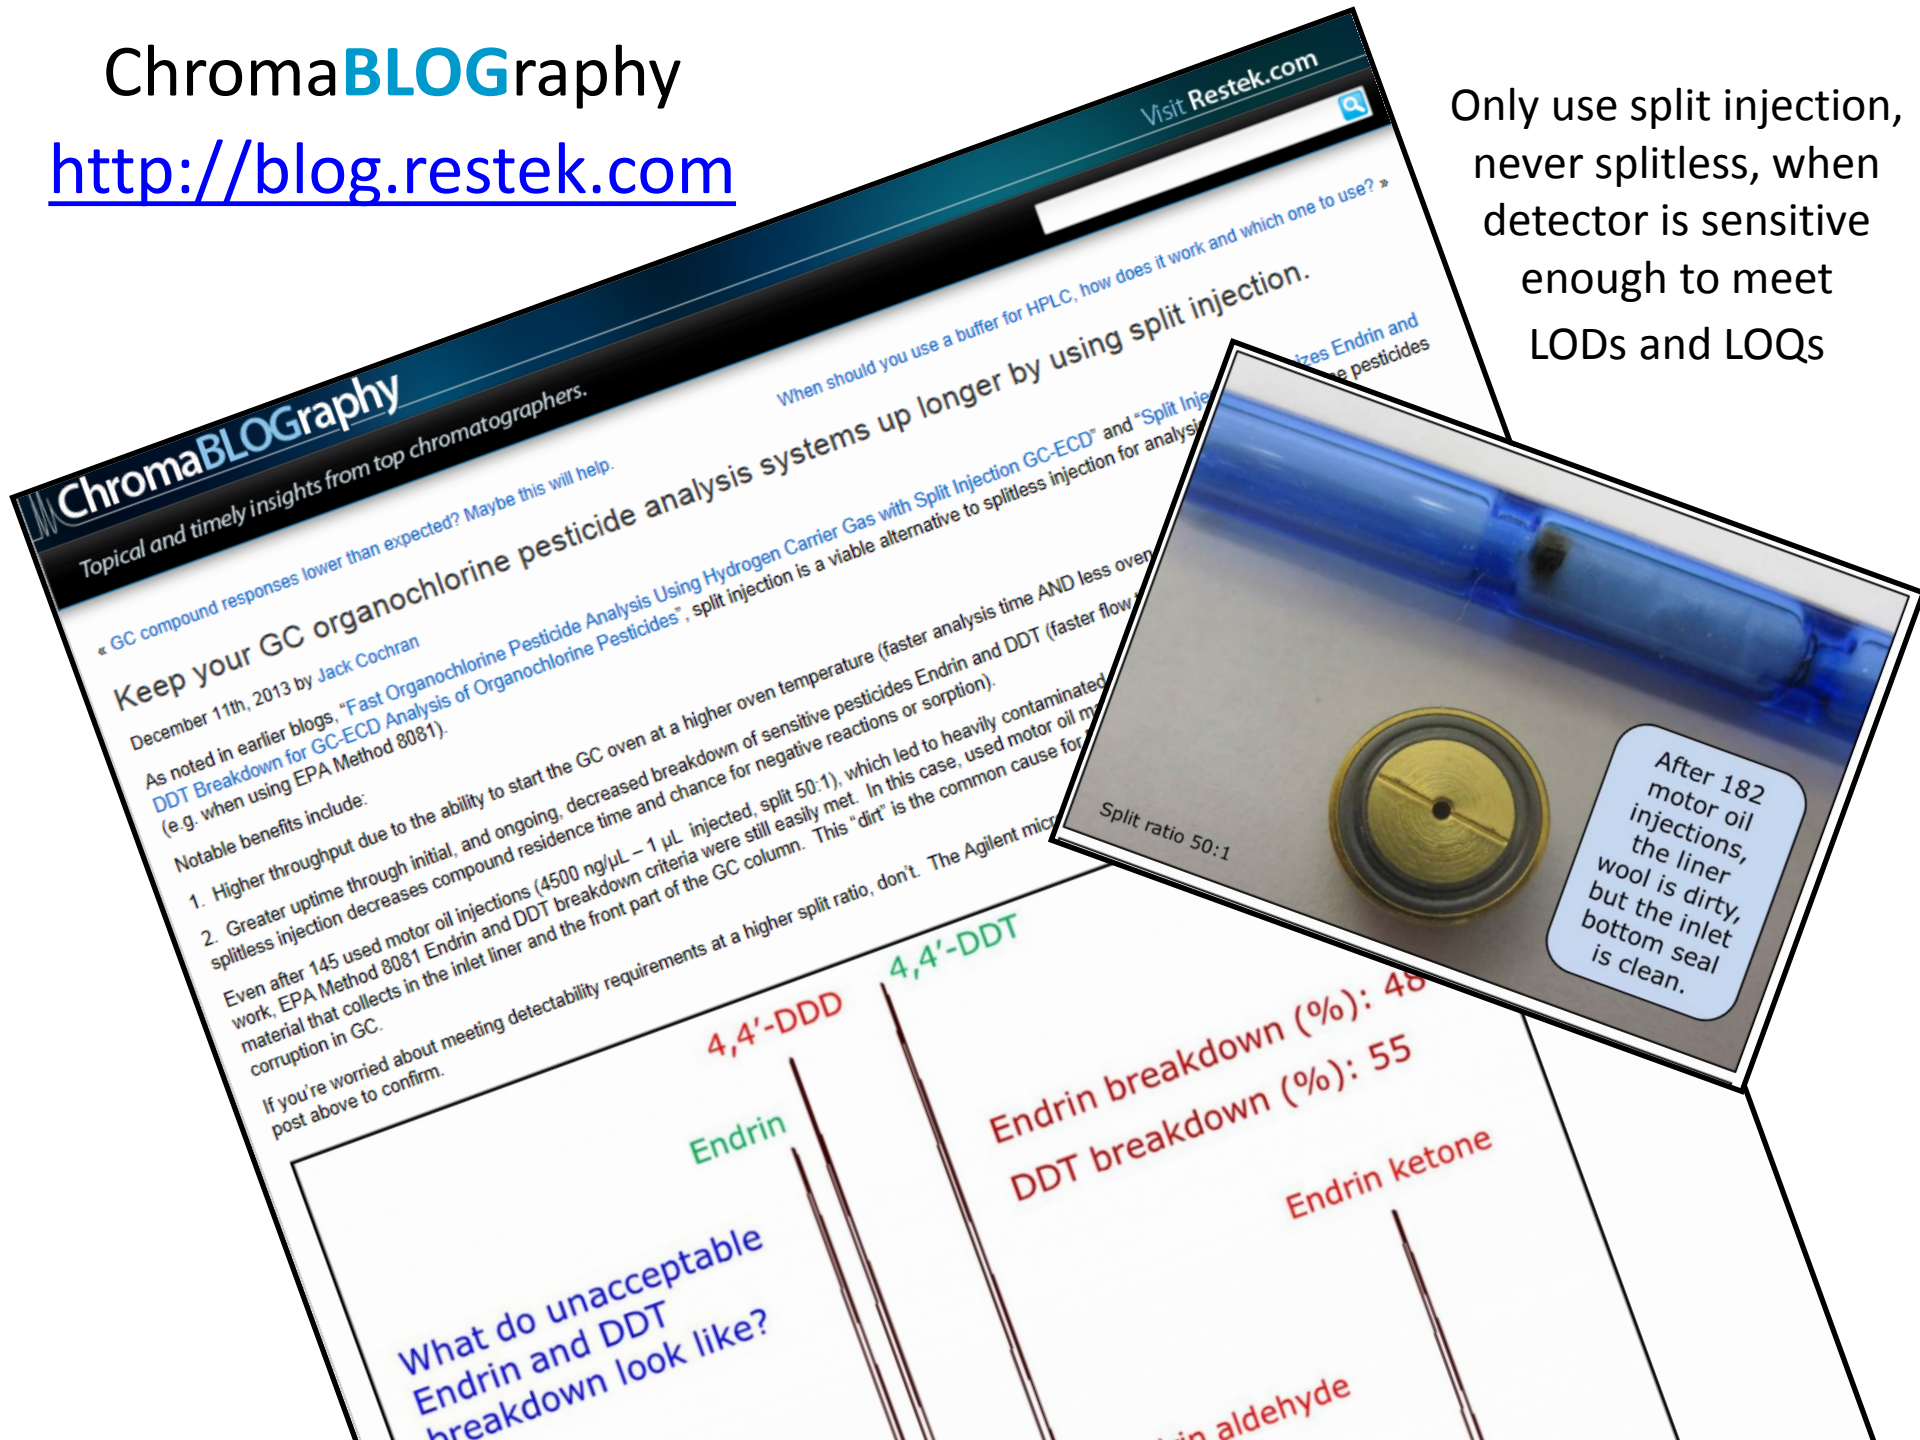 ChromaBLOGraphy
http://blog.restek.com
Only use split injection,
never splitless, when
detector is sensitive
enough to meet
LODs and LOQs
Visit Restek.com
ChromaBLOGraphy
Topical and timely insights from top chromatographers.
« GC compound responses lower than expected? Maybe this will help.
When should you use a buffer for HPLC, how does it work and which one to use? »
Keep your GC organochlorine pesticide analysis systems up longer by using split injection.
December 11th, 2013 by Jack Cochran
As noted in earlier blogs, “Fast Organochlorine Pesticide Analysis Using Hydrogen Carrier Gas with Split Injection GC-ECD” and “Split Inje izes Endrin and
DDT Breakdown for GC-ECD Analysis of Organochlorine Pesticides”, split injection is a viable alternative to splitless injection for analysi e pesticides
(e.g. when using EPA Method 8081).
Notable benefits include:
1. Higher throughput due to the ability to start the GC oven at a higher oven temperature (faster analysis time AND less oven
2. Greater uptime through initial, and ongoing, decreased breakdown of sensitive pesticides Endrin and DDT (faster flow
splitless injection decreases compound residence time and chance for negative reactions or sorption).
Even after 145 used motor oil injections (4500 ng/µL – 1 µL injected, split 50:1), which led to heavily contaminated
work, EPA Method 8081 Endrin and DDT breakdown criteria were still easily met. In this case, used motor oil ma
material that collects in the inlet liner and the front part of the GC column. This “dirt” is the common cause for
corruption in GC.
If you're worried about meeting detectability requirements at a higher split ratio, don't. The Agilent micr
post above to confirm.
Split ratio 50:1
After 182
motor oil
injections,
the liner
wool is dirty,
but the inlet
bottom seal
is clean.
4,4′-DDT
4,4′-DDD
Endrin
Endrin breakdown (%): 48
DDT breakdown (%): 55
Endrin ketone
What do unacceptable
Endrin and DDT
breakdown look like?
in aldehyde